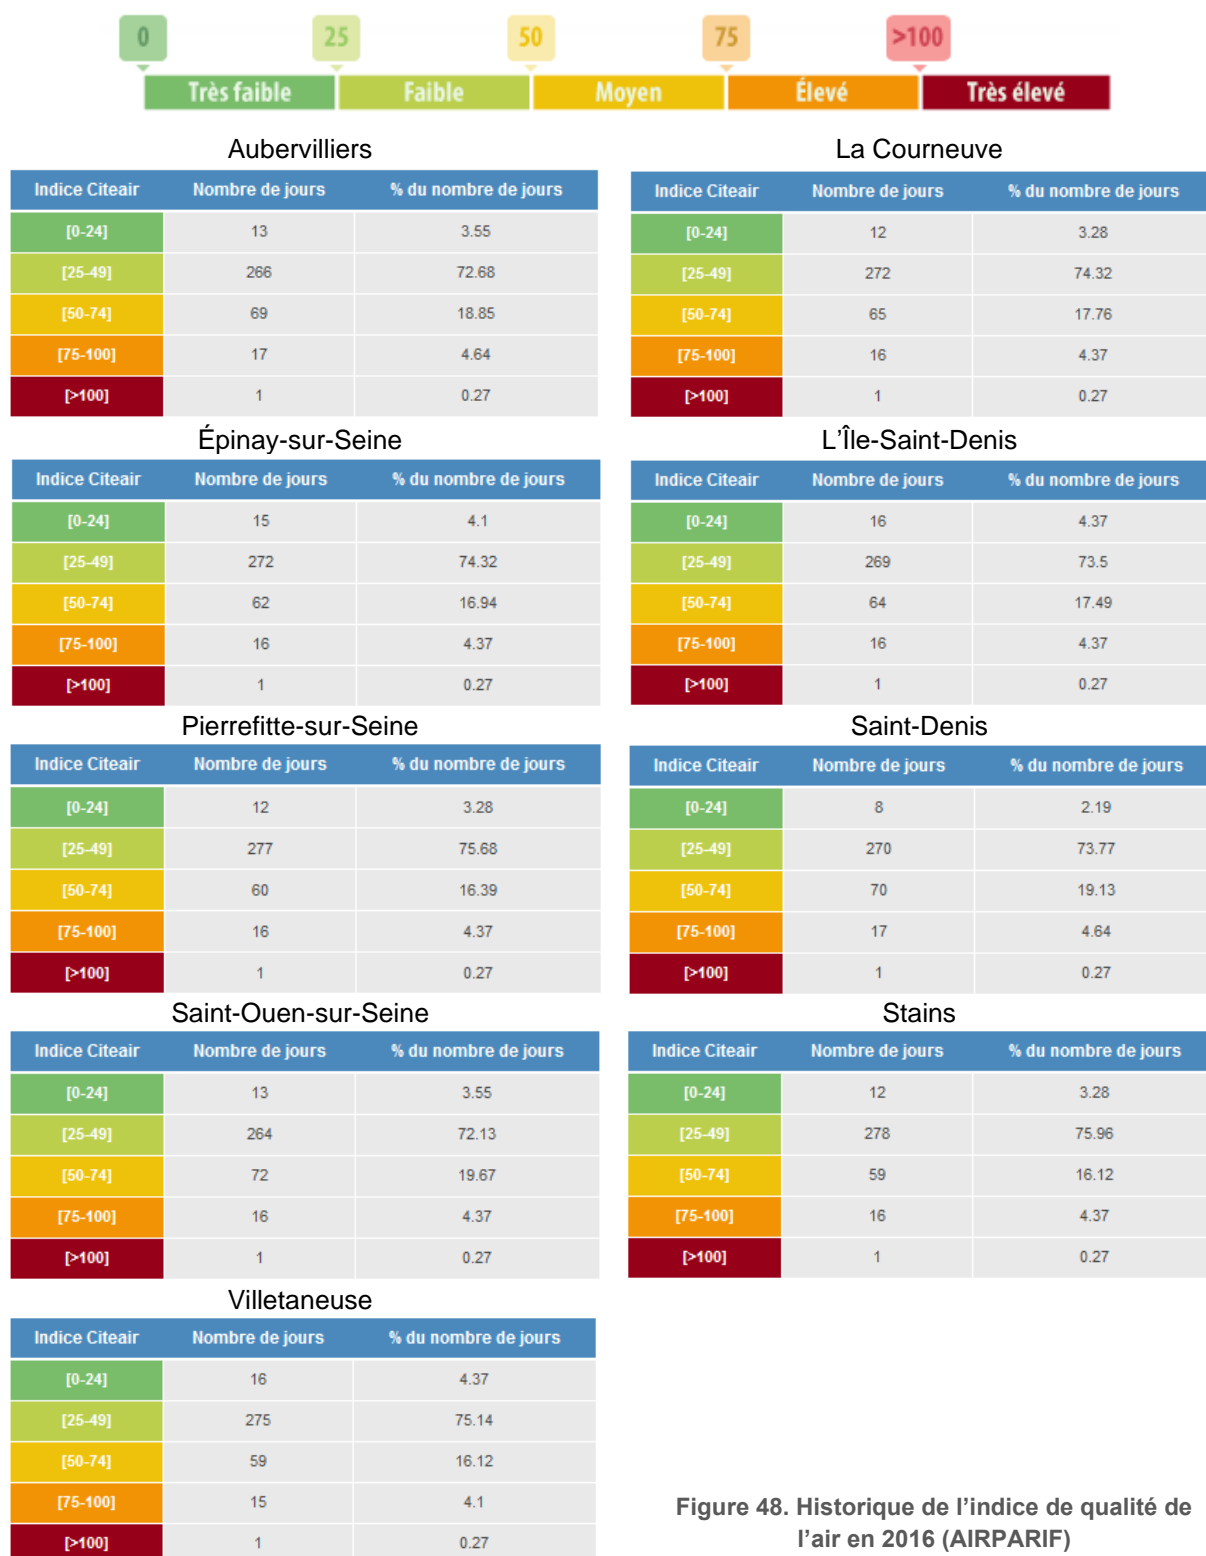 0 25 50 75 >100
Très faible Faible Moyen Élevé Très élevé
Aubervilliers
Indice Citeair Nombre de jours % du nombre de jours
[0-24] 13 3.55
[25-49] 266 72.68
[50-74] 69 18.85
[75-100] 17 4.64
[>100] 1 0.27
La Courneuve
Indice Citeair Nombre de jours % du nombre de jours
[0-24] 12 3.28
[25-49] 272 74.32
[50-74] 65 17.76
[75-100] 16 4.37
[>100] 1 0.27
Épinay-sur-Seine
Indice Citeair Nombre de jours % du nombre de jours
[0-24] 15 4.1
[25-49] 272 74.32
[50-74] 62 16.94
[75-100] 16 4.37
[>100] 1 0.27
L'Île-Saint-Denis
Indice Citeair Nombre de jours % du nombre de jours
[0-24] 16 4.37
[25-49] 269 73.5
[50-74] 64 17.49
[75-100] 16 4.37
[>100] 1 0.27
Pierrefitte-sur-Seine
Indice Citeair Nombre de jours % du nombre de jours
[0-24] 12 3.28
[25-49] 277 75.68
[50-74] 60 16.39
[75-100] 16 4.37
[>100] 1 0.27
Saint-Denis
Indice Citeair Nombre de jours % du nombre de jours
[0-24] 8 2.19
[25-49] 270 73.77
[50-74] 70 19.13
[75-100] 17 4.64
[>100] 1 0.27
Saint-Ouen-sur-Seine
Indice Citeair Nombre de jours % du nombre de jours
[0-24] 13 3.55
[25-49] 264 72.13
[50-74] 72 19.67
[75-100] 16 4.37
[>100] 1 0.27
Stains
Indice Citeair Nombre de jours % du nombre de jours
[0-24] 12 3.28
[25-49] 278 75.96
[50-74] 59 16.12
[75-100] 16 4.37
[>100] 1 0.27
Villetaneuse
Indice Citeair Nombre de jours % du nombre de jours
[0-24] 16 4.37
[25-49] 275 75.14
[50-74] 59 16.12
[75-100] 15 4.1
[>100] 1 0.27
Figure 48. Historique de l'indice de qualité de
l'air en 2016 (AIRPARIF)